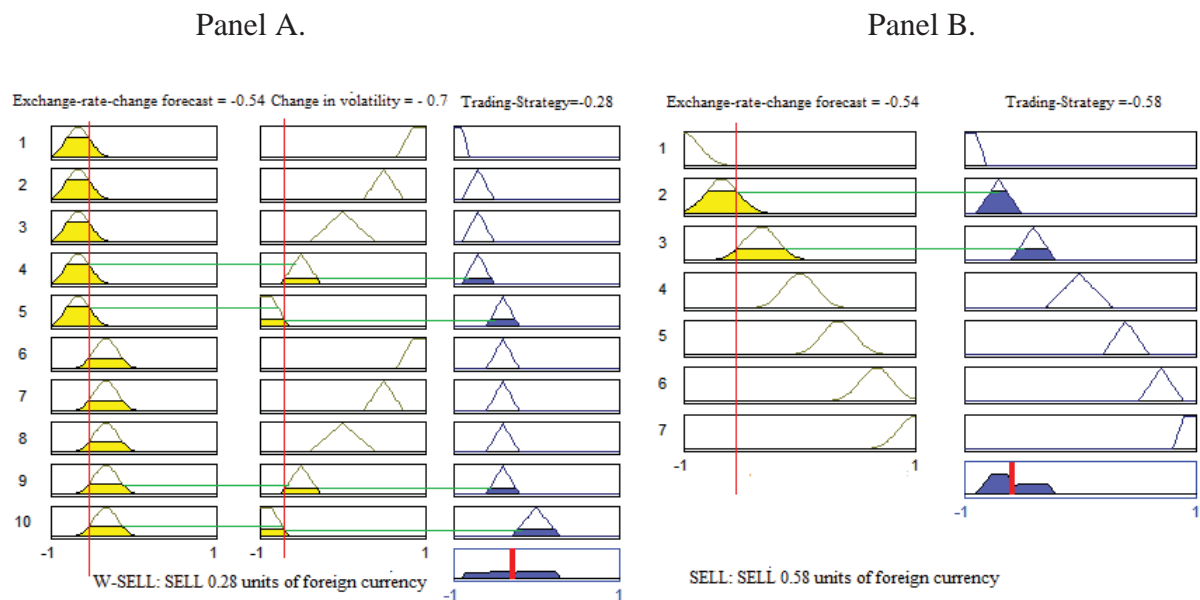 Panel A.
Exchange-rate-change forecast = -0.54 Change in volatility = - 0.7 Trading-Strategy=-0.28
1
2
3
4
5
6
7
8
9
10
-1 1 -1 1
-1 1
W-SELL: SELL 0.28 units of foreign currency
Panel B.
Exchange-rate-change forecast = -0.54 Trading-Strategy =-0.58
1
2
3
4
5
6
7
-1 1
-1 1
SELL: SELL 0.58 units of foreign currency